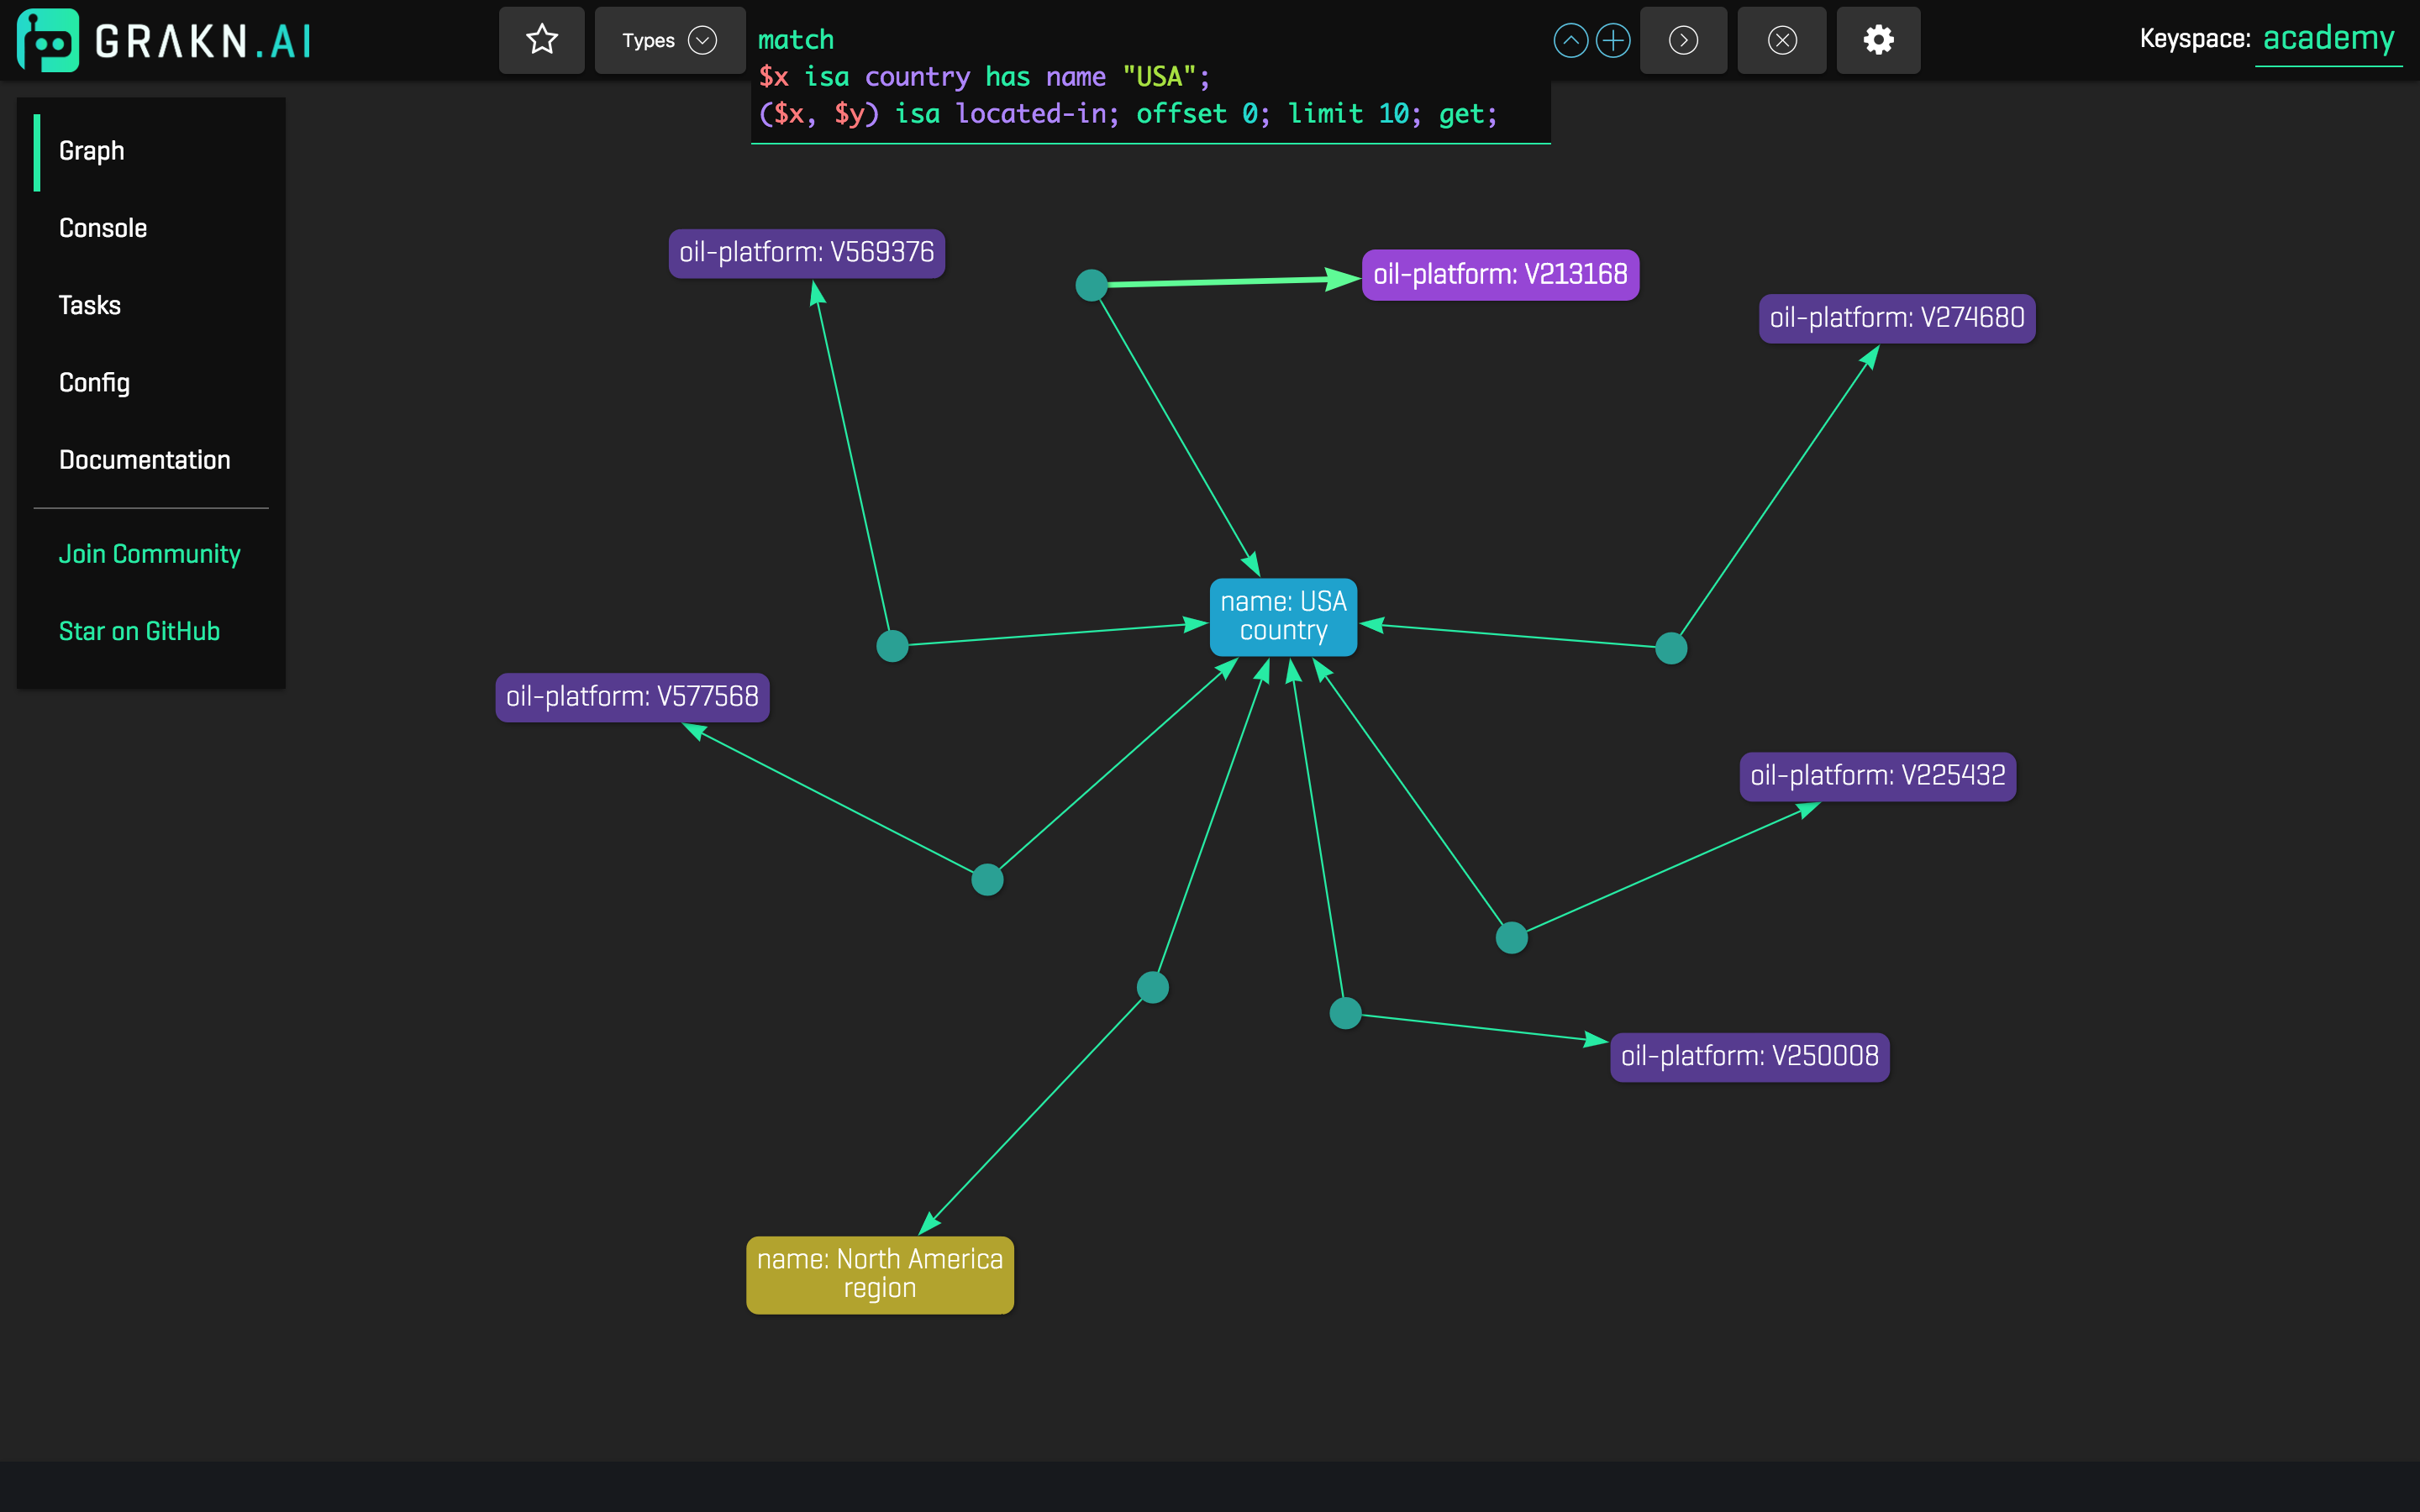 GRAKN.AI
Types
match
$x isa country has name "USA";
($x, $y) isa located-in; offset 0; limit 10; get;
Keyspace: academy
Graph
Console
Tasks
Config
Documentation
Join Community
Star on GitHub
oil-platform: V569376
oil-platform: V213168
oil-platform: V274680
name: USA
country
oil-platform: V577568
oil-platform: V225432
oil-platform: V250008
name: North America
region